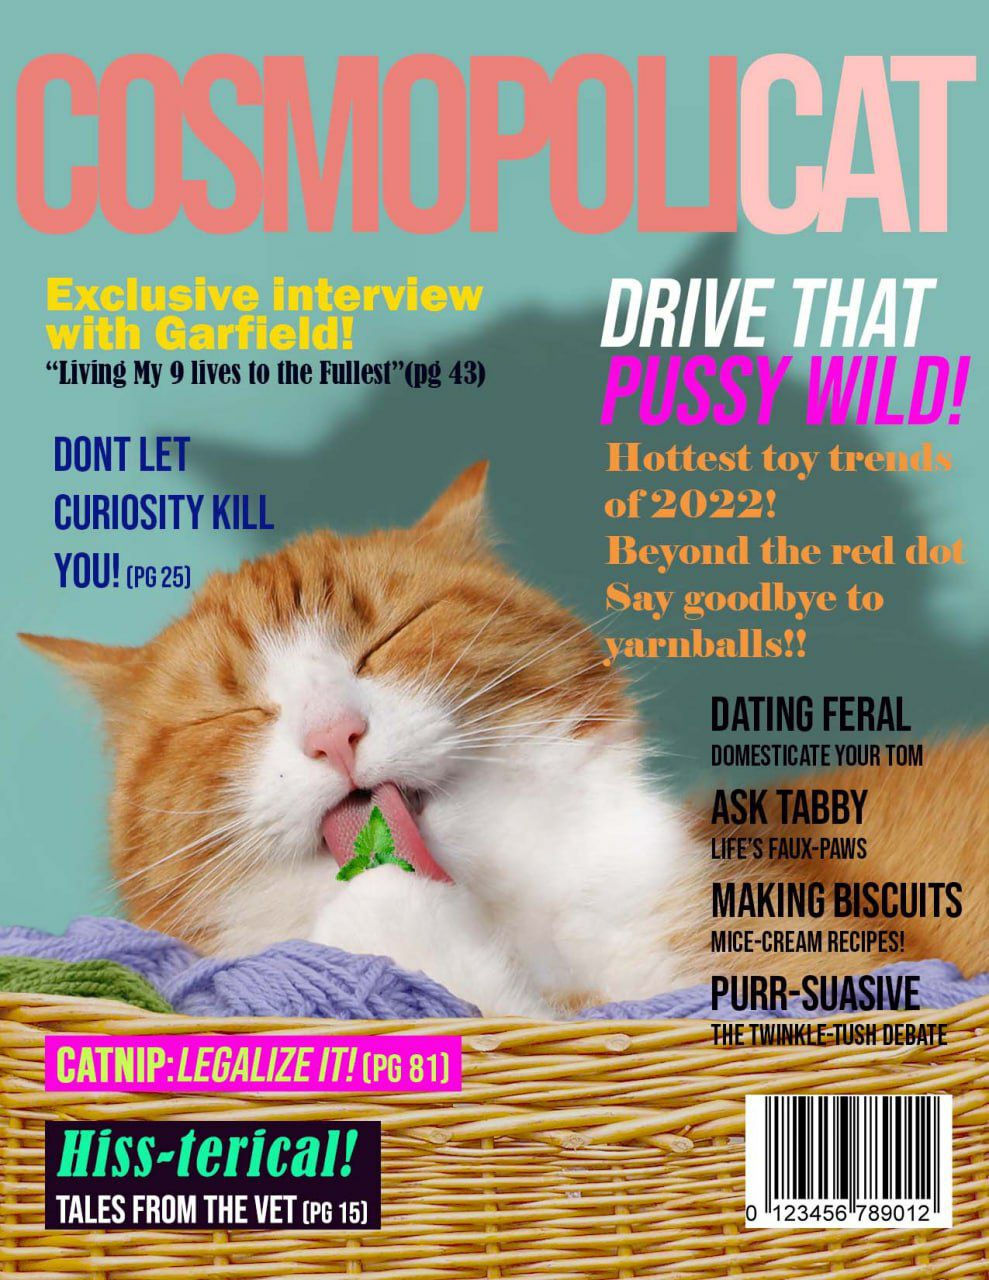 COSMOPOLICAT
Exclusive interview
with Garfield!
“Living My 9 lives to the Fullest”(pg 43)
DONT LET
CURIOSITY KILL
YOU! (PG 25)
DRIVE THAT
PUSSY WILD!
Hottest toy trends
of 2022!
Beyond the red dot
Say goodbye to
yarnballs!!
DATING FERAL
DOMESTICATE YOUR TOM
ASK TABBY
LIFE'S FAUX-PAWS
MAKING BISCUITS
MICE-CREAM RECIPES!
PURR-SUASIVE
THE TWINKLE-TUSH DEBATE
CATNIP: LEGALIZE IT! (PG 81)
Hiss-terical!
TALES FROM THE VET (PG 15)
0 123456 789012